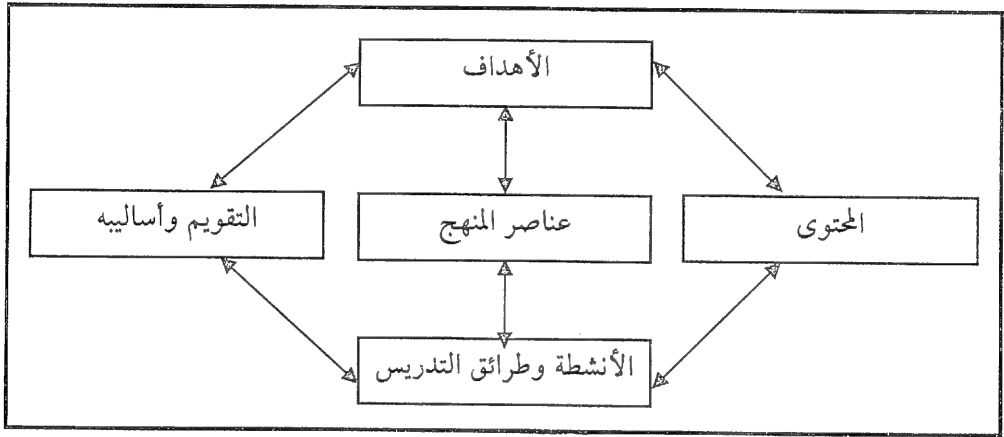 الأهداف
المحتوى
عناصر المنهج
التقويم وأساليبه
الأنشطة وطرائق التدريس